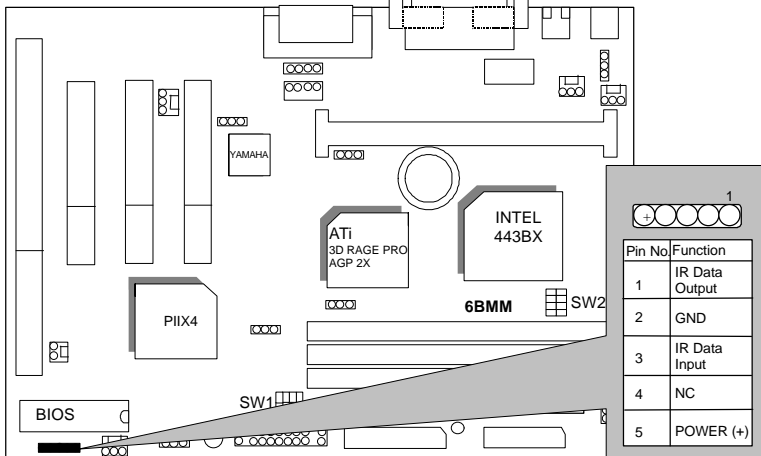 YAMAHA
ATi
3D RAGE PRO
AGP 2X
INTEL
443BX
PIIX4
6BMM
SW2
SW1
BIOS
1
+
Pin No. Function
1 IR Data
Output
2 GND
3 IR Data
Input
4 NC
5 POWER (+)